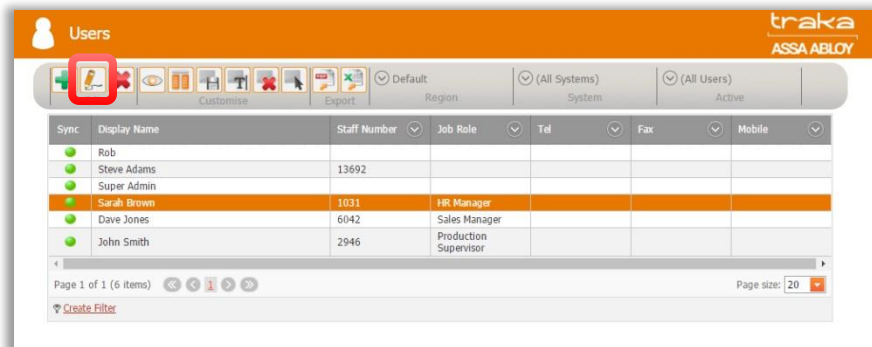 Users
traka
ASSA ABLOY
Default
(All Systems)
(All Users)
Customise
Export
Region
System
Active
Sync Display Name Staff Number Job Role Tel Fax Mobile
Rob
Steve Adams 13692
Super Admin
Sarah Brown 1031 HR Manager
Dave Jones 6042 Sales Manager
John Smith 2946 Production
Supervisor
Page 1 of 1 (6 items) 1 Page size: 20
Create Filter